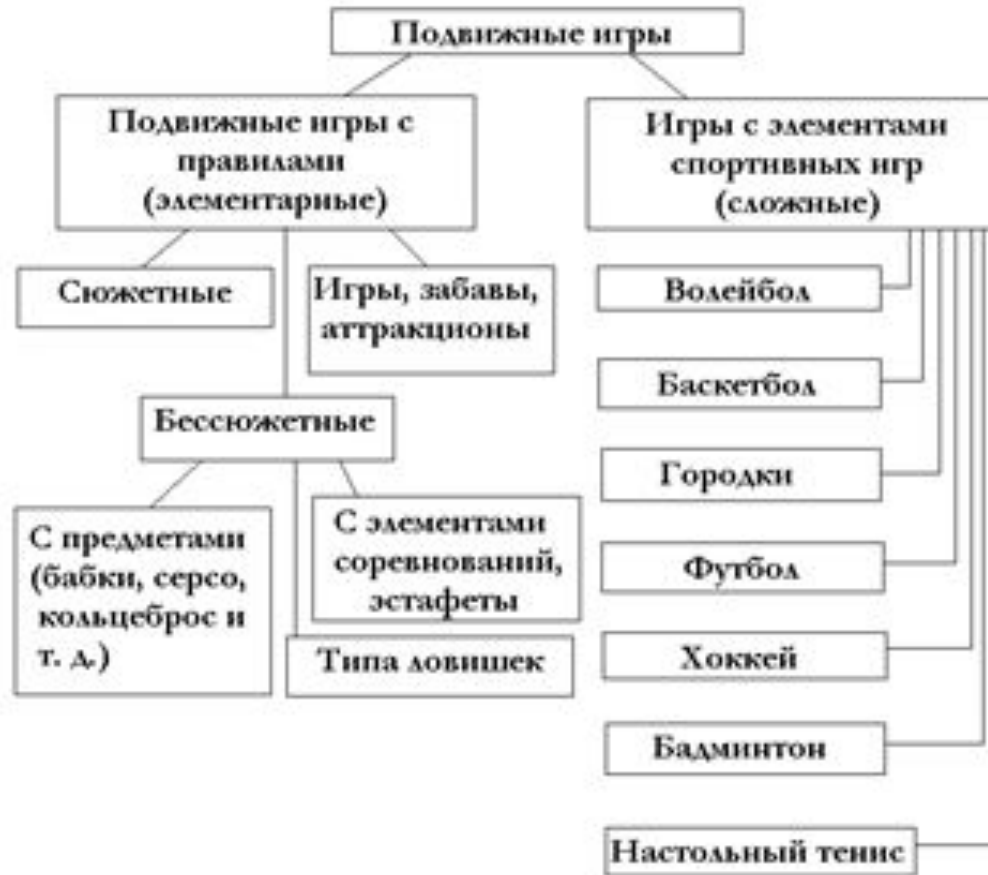 Подвижные игры
Подвижные игры с
правилами
(элементарные)
Игры с элементами
спортивных игр
(сложные)
Сюжетные
Игры, забавы,
аттракционы
Бессюжетные
С предметами
(бабки, серсо,
кольцеброс и
т. д.)
С элементами
соревнований,
эстафеты
Типа ловишек
Волейбол
Баскетбол
Городки
Футбол
Хоккей
Бадминтон
Настольный тенис